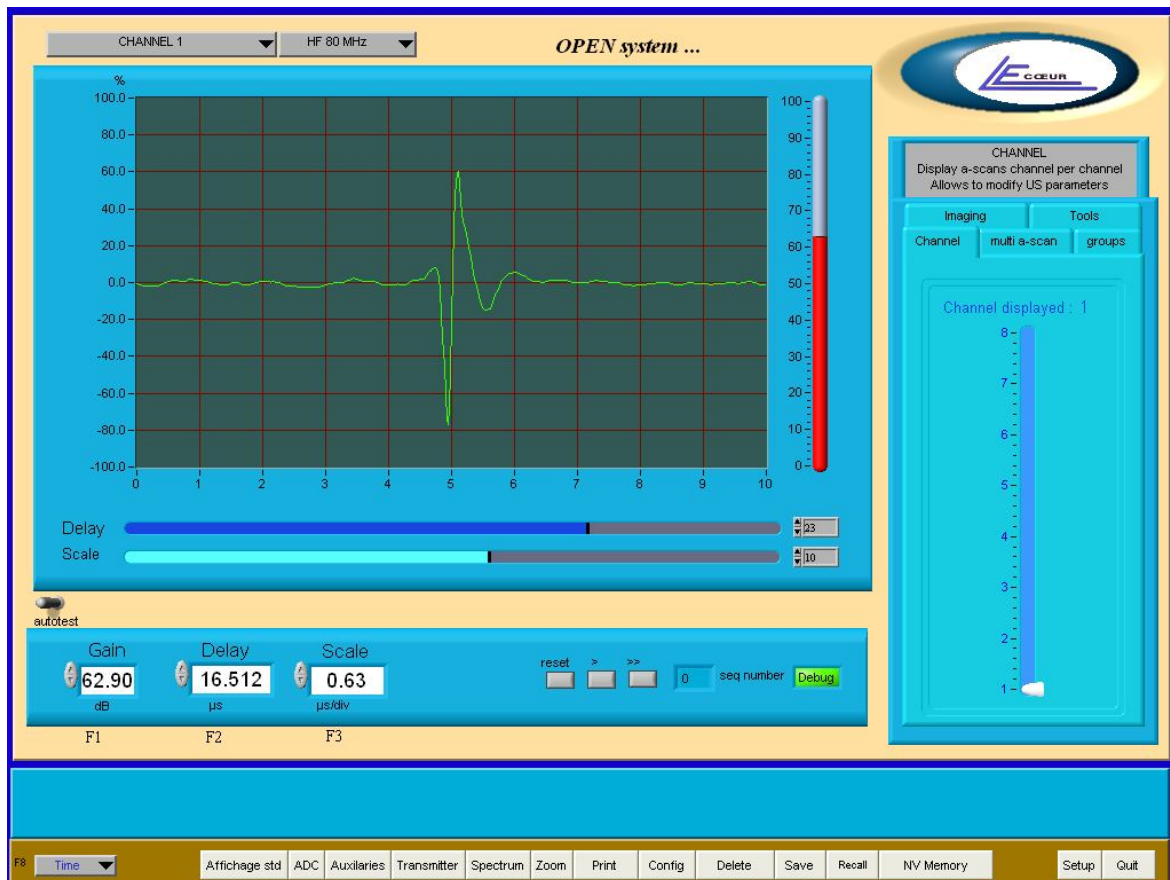 CHANNEL 1
HF 80 MHz
OPEN system ...
LE CŒUR
%
100.0
80.0
60.0
40.0
20.0
0.0
-20.0
-40.0
-60.0
-80.0
-100.0
0 1 2 3 4 5 6 7 8 9 10
100
90
80
70
60
50
40
30
20
10
0
Delay
23
Scale
10
autotest
Gain
62.90
dB
F1
Delay
16.512
µs
F2
Scale
0.63
µs/div
F3
reset > >>
0 seq number Debug
CHANNEL
Display a-scans channel per channel
Allows to modify US parameters
Imaging Tools
Channel multi a-scan groups
Channel displayed : 1
8
7
6
5
4
3
2
1
F8 Time Affichage std ADC Auxilaries Transmitter Spectrum Zoom Print Config Delete Save Recall NV Memory Setup Quit